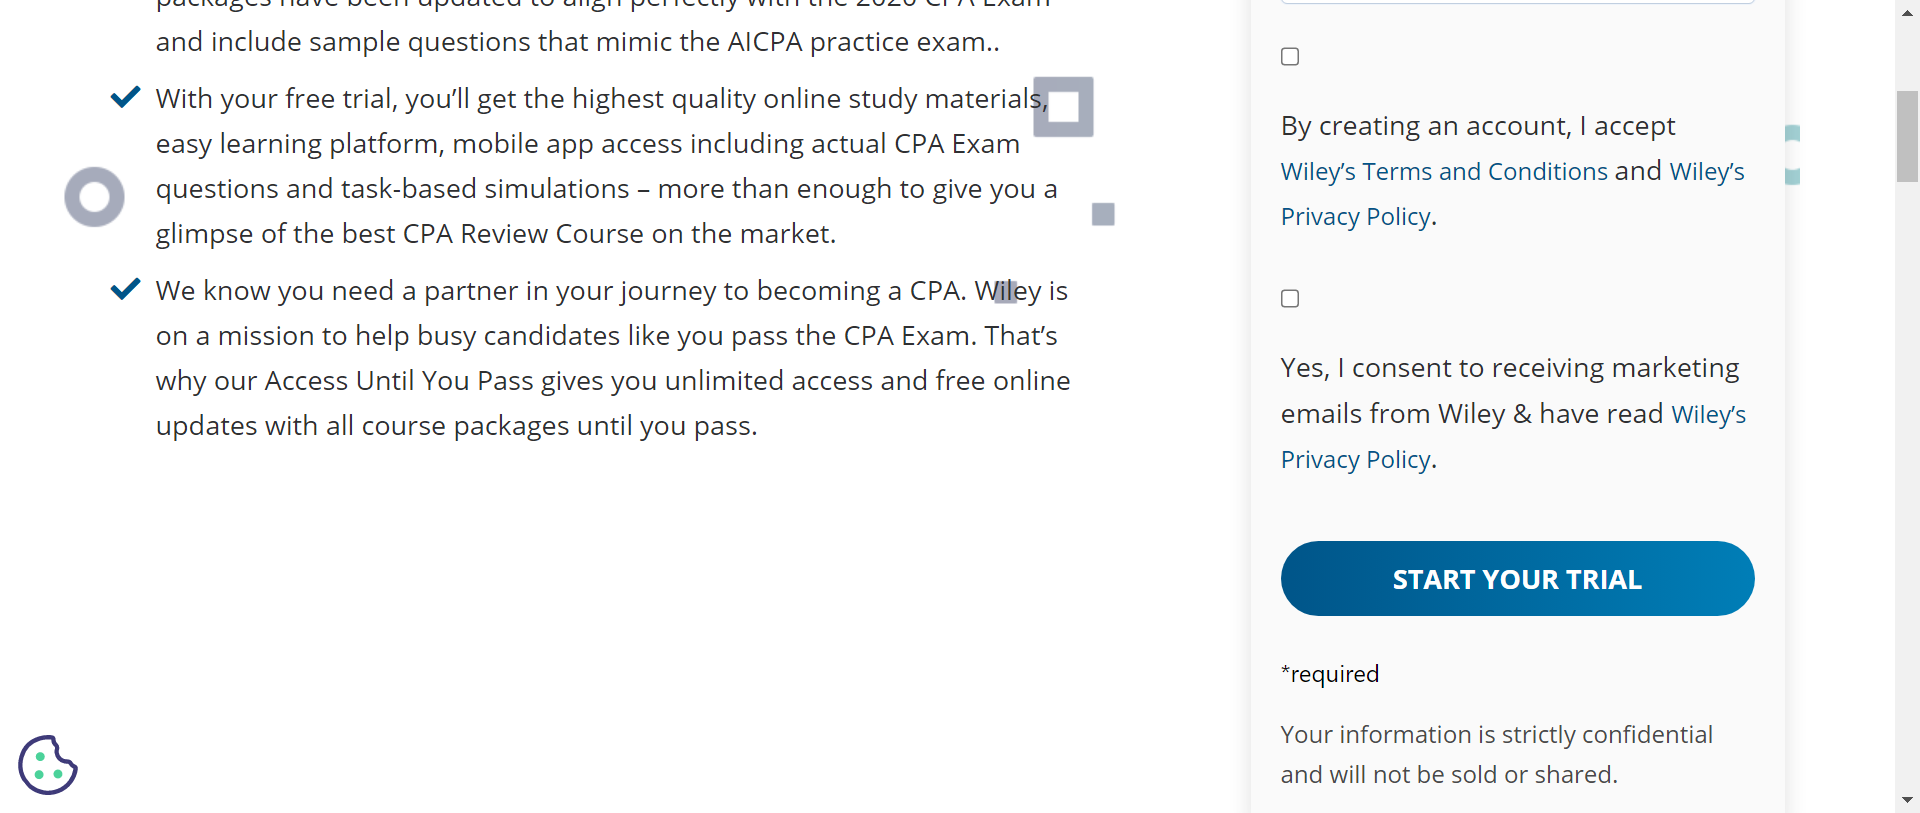 and include sample questions that mimic the AICPA practice exam..
With your free trial, you’ll get the highest quality online study materials,
easy learning platform, mobile app access including actual CPA Exam
questions and task-based simulations – more than enough to give you a
glimpse of the best CPA Review Course on the market.
We know you need a partner in your journey to becoming a CPA. Wiley is
on a mission to help busy candidates like you pass the CPA Exam. That’s
why our Access Until You Pass gives you unlimited access and free online
updates with all course packages until you pass.
By creating an account, I accept
Wiley’s Terms and Conditions and Wiley’s
Privacy Policy.
Yes, I consent to receiving marketing
emails from Wiley & have read Wiley’s
Privacy Policy.
START YOUR TRIAL
*required
Your information is strictly confidential
and will not be sold or shared.